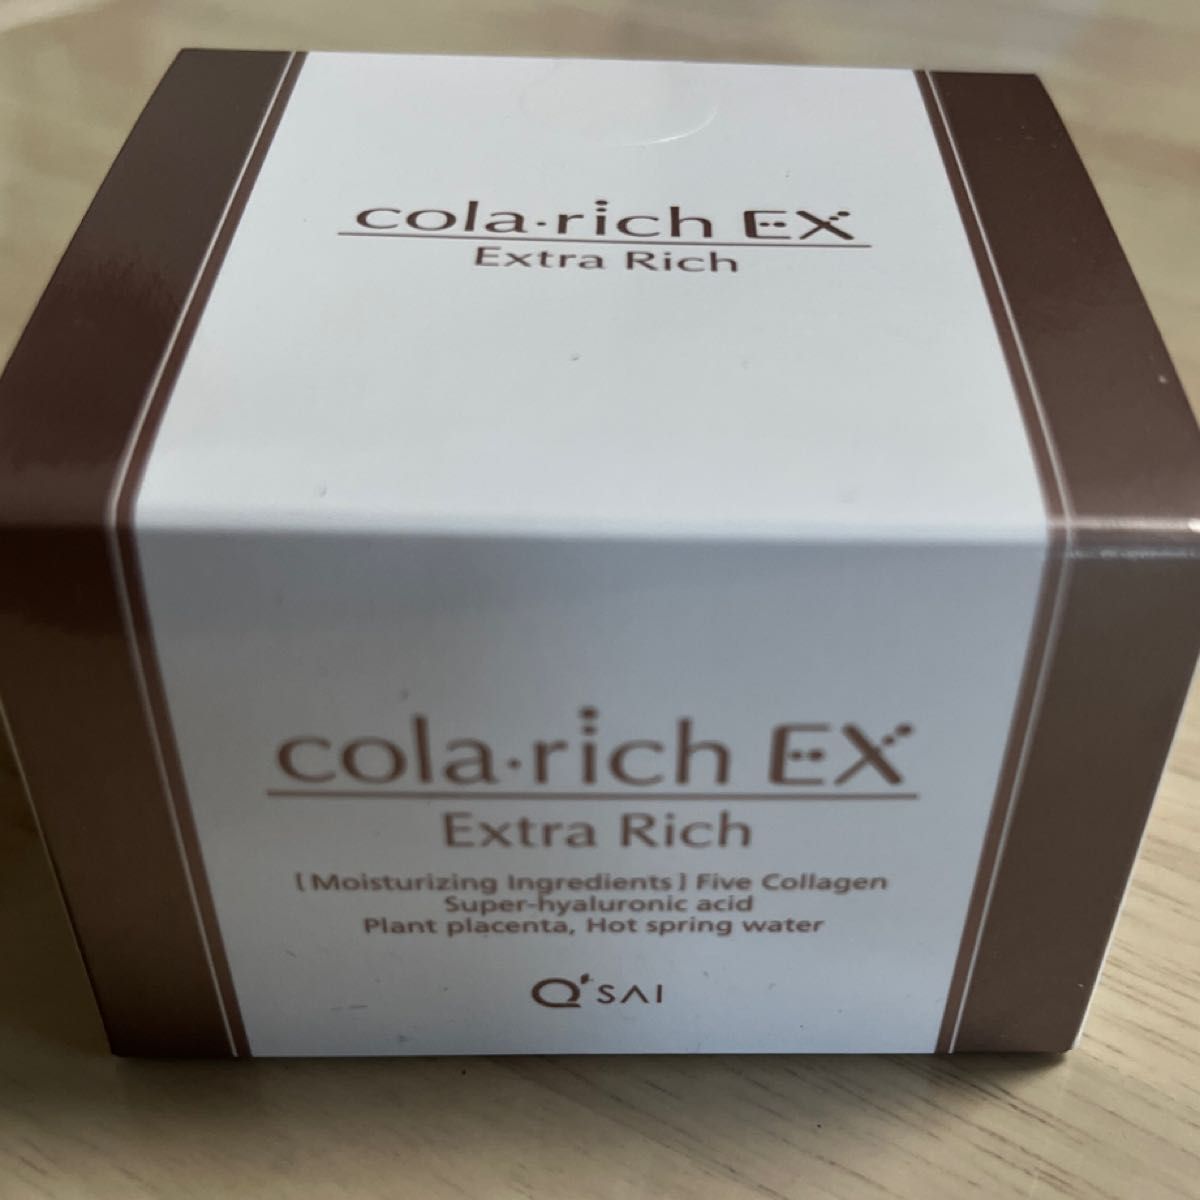 cola·rich EX
Extra Rich
cola·rich EX
Extra Rich
[Moisturizing Ingredients] Five Collagen
Super-hyaluronic acid
Plant placenta, Hot spring water
Q'SAI